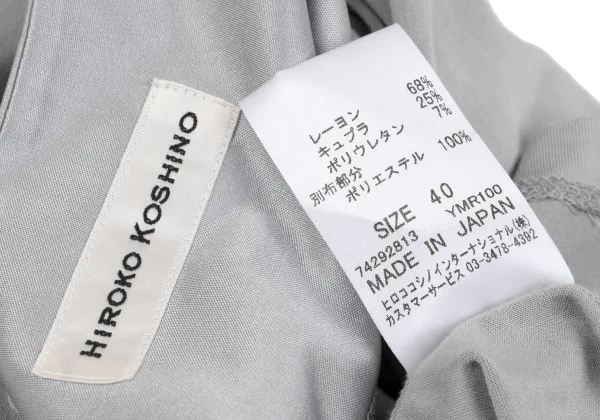 HIROKO KOSHINO
レーヨン 68%
キュプラ 25%
ポリウレタン 7%
別布部分
ポリエステル 100%
SIZE 40
74292813 YMR100
MADE IN JAPAN
ヒロココシノインターナショナル(株)
カスタマーサービス 03-3478-4392